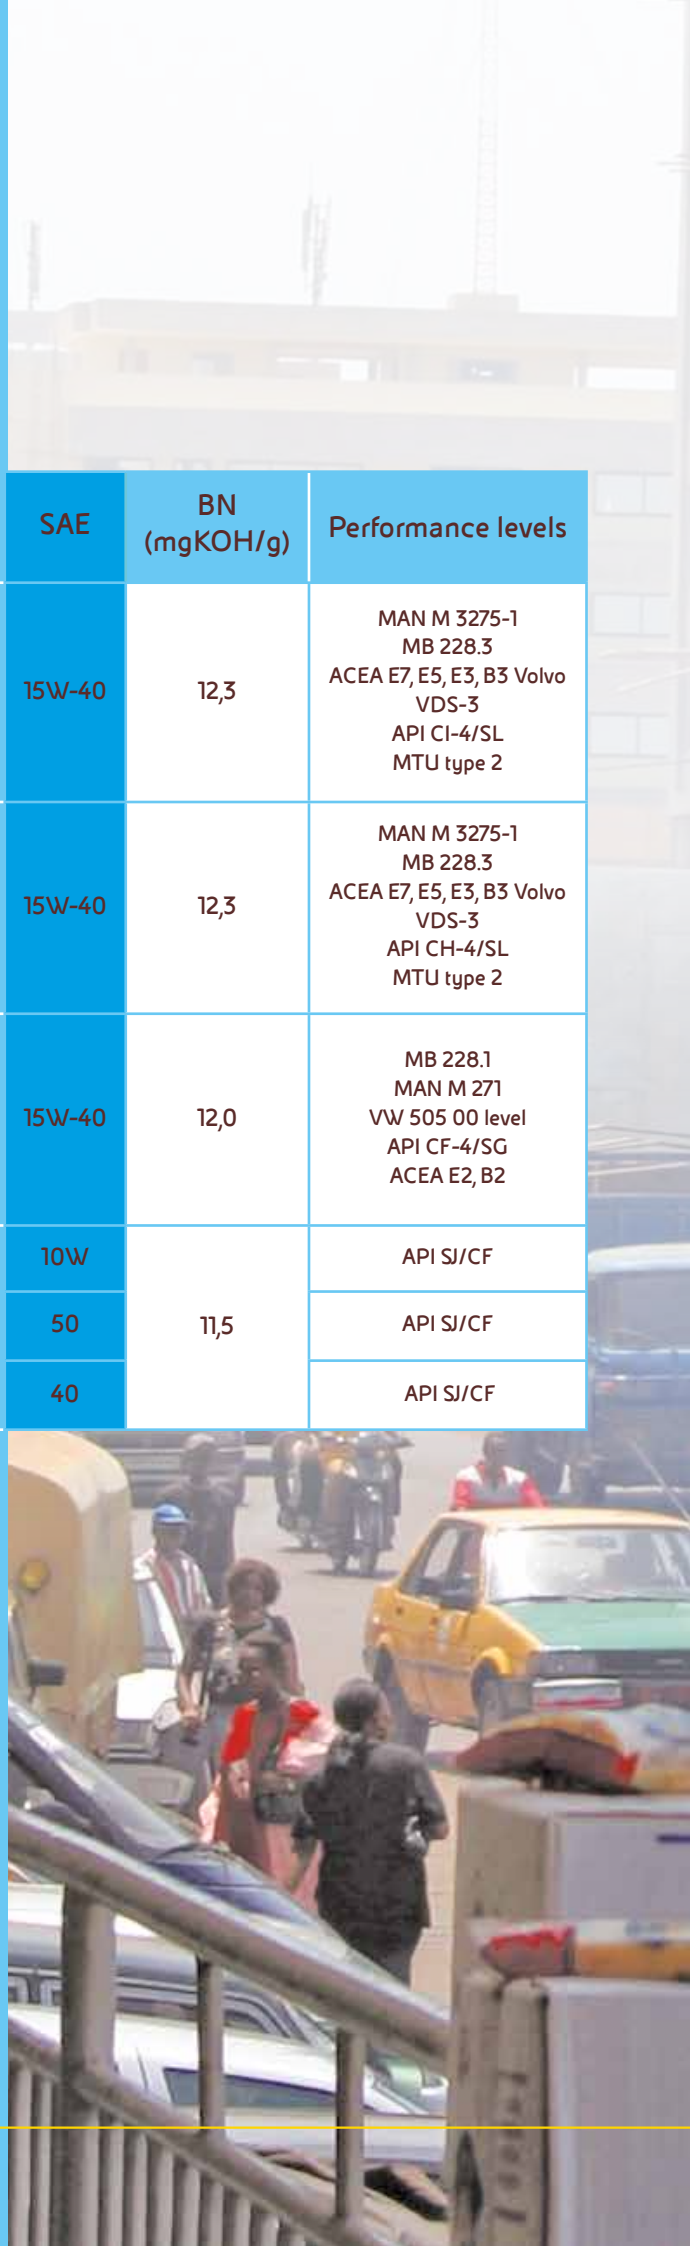 SAE
BN
(mgKOH/g)
Performance levels
15W-40
12,3
MAN M 3275-1
MB 228.3
ACEA E7, E5, E3, B3 Volvo
VDS-3
API CI-4/SL
MTU type 2
15W-40
12,3
MAN M 3275-1
MB 228.3
ACEA E7, E5, E3, B3 Volvo
VDS-3
API CH-4/SL
MTU type 2
15W-40
12,0
MB 228.1
MAN M 271
VW 505 00 level
API CF-4/SG
ACEA E2, B2
10W
API SJ/CF
50
11,5
API SJ/CF
40
API SJ/CF